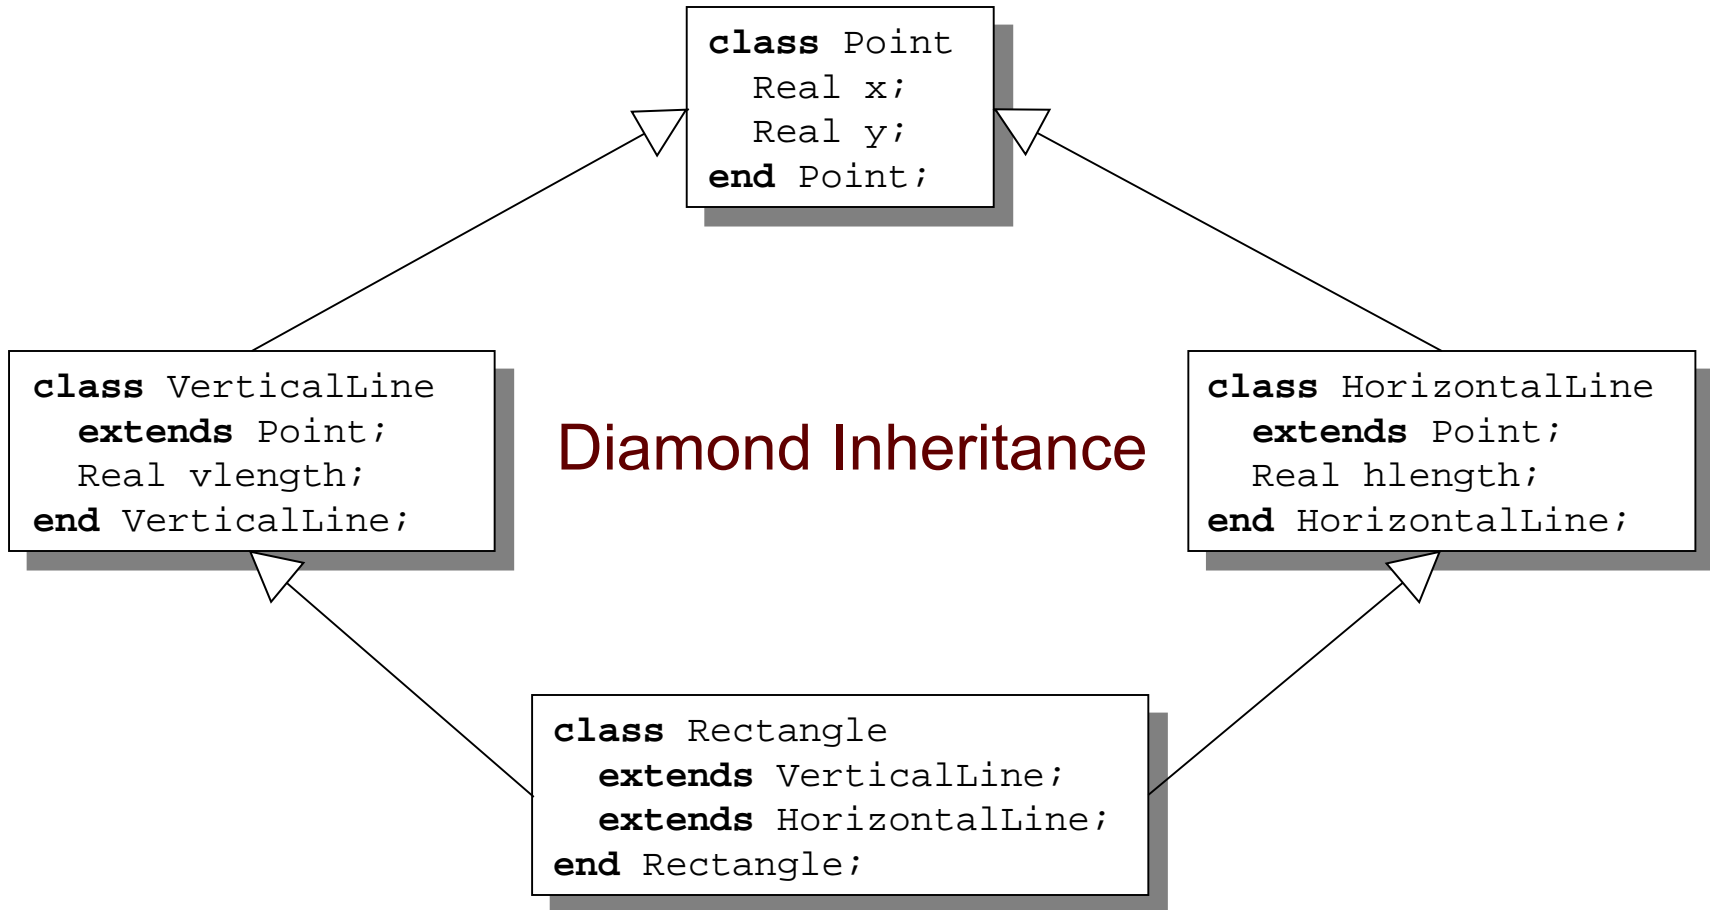 class Point
Real x;
Real y;
end Point;
class VerticalLine
extends Point;
Real vlength;
end VerticalLine;
Diamond Inheritance
class HorizontalLine
extends Point;
Real hlength;
end HorizontalLine;
class Rectangle
extends VerticalLine;
extends HorizontalLine;
end Rectangle;